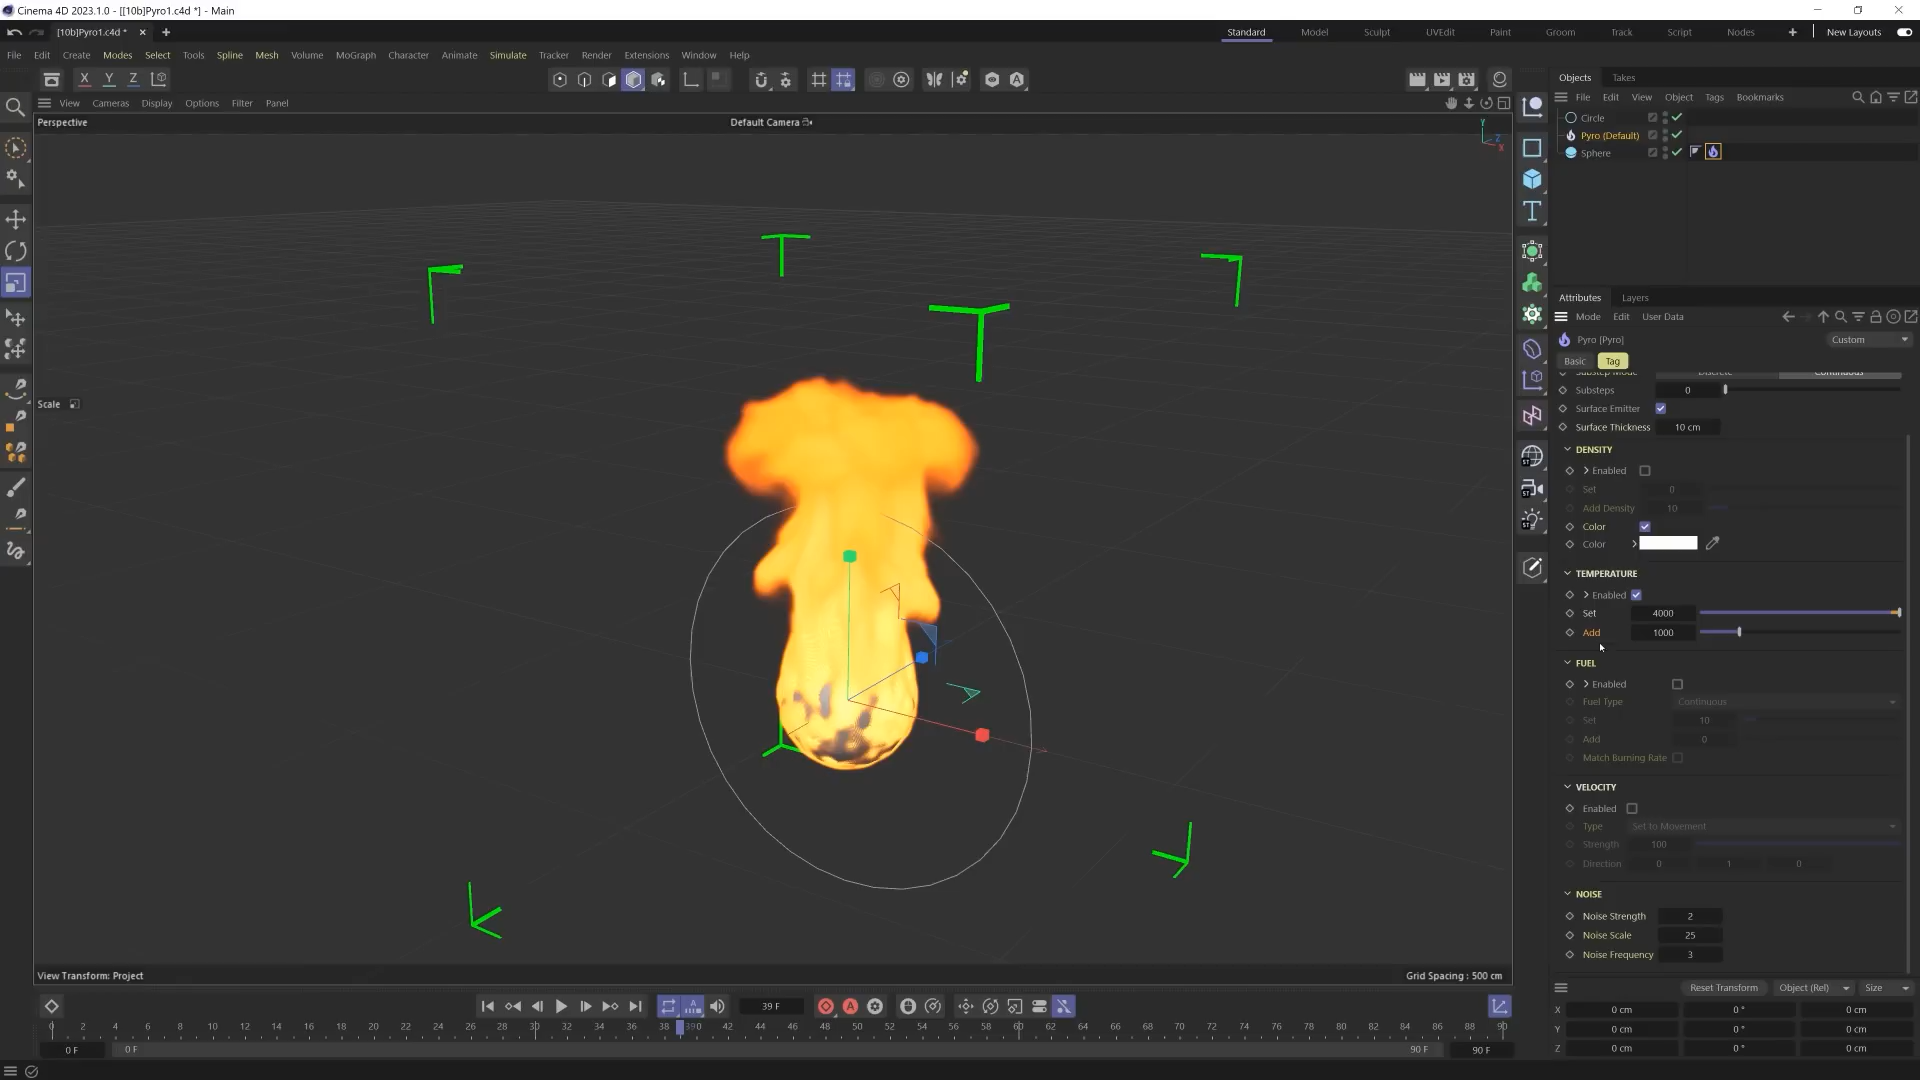 Cinema 4D 2023.1.0 - [[10b]Pyro1.c4d *] - Main
[10b]Pyro1.c4d *
Standard Model Sculpt UVEdit Paint Groom Track Script Nodes New Layouts
File Edit Create Modes Select Tools Spline Mesh Volume MoGraph Character Animate Simulate Tracker Render Extensions Window Help
X Y Z
View Cameras Display Options Filter Panel
Perspective
Default Camera
Y
Z
X
Scale
View Transform: Project
Grid Spacing : 500 cm
Objects Takes
File Edit View Object Tags Bookmarks
Circle
Pyro (Default)
Sphere
Attributes Layers
Mode Edit User Data
Pyro [Pyro]
Custom
Basic Tag
Substep Mode Discrete Continuous
Substeps 0
Surface Emitter
Surface Thickness 10 cm
DENSITY
Enabled
Set 0
Add Density 10
Color
Color
TEMPERATURE
Enabled
Set 4000
Add 1000
FUEL
Enabled
Fuel Type Continuous
Set 10
Add 0
Match Burning Rate
VELOCITY
Enabled
Type Set to Movement
Strength 100
Direction 0 1 0
NOISE
Noise Strength 2
Noise Scale 25
Noise Frequency 3
39 F
0 2 4 6 8 10 12 14 16 18 20 22 24 26 28 30 32 34 36 38 390 42 44 46 48 50 52 54 56 58 60 62 64 66 68 70 72 74 76 78 80 82 84 86 88 90
0 F 0 F 90 F 90 F
Reset Transform Object (Rel) Size
X 0 cm 0 ° 0 cm
Y 0 cm 0 ° 0 cm
Z 0 cm 0 ° 0 cm